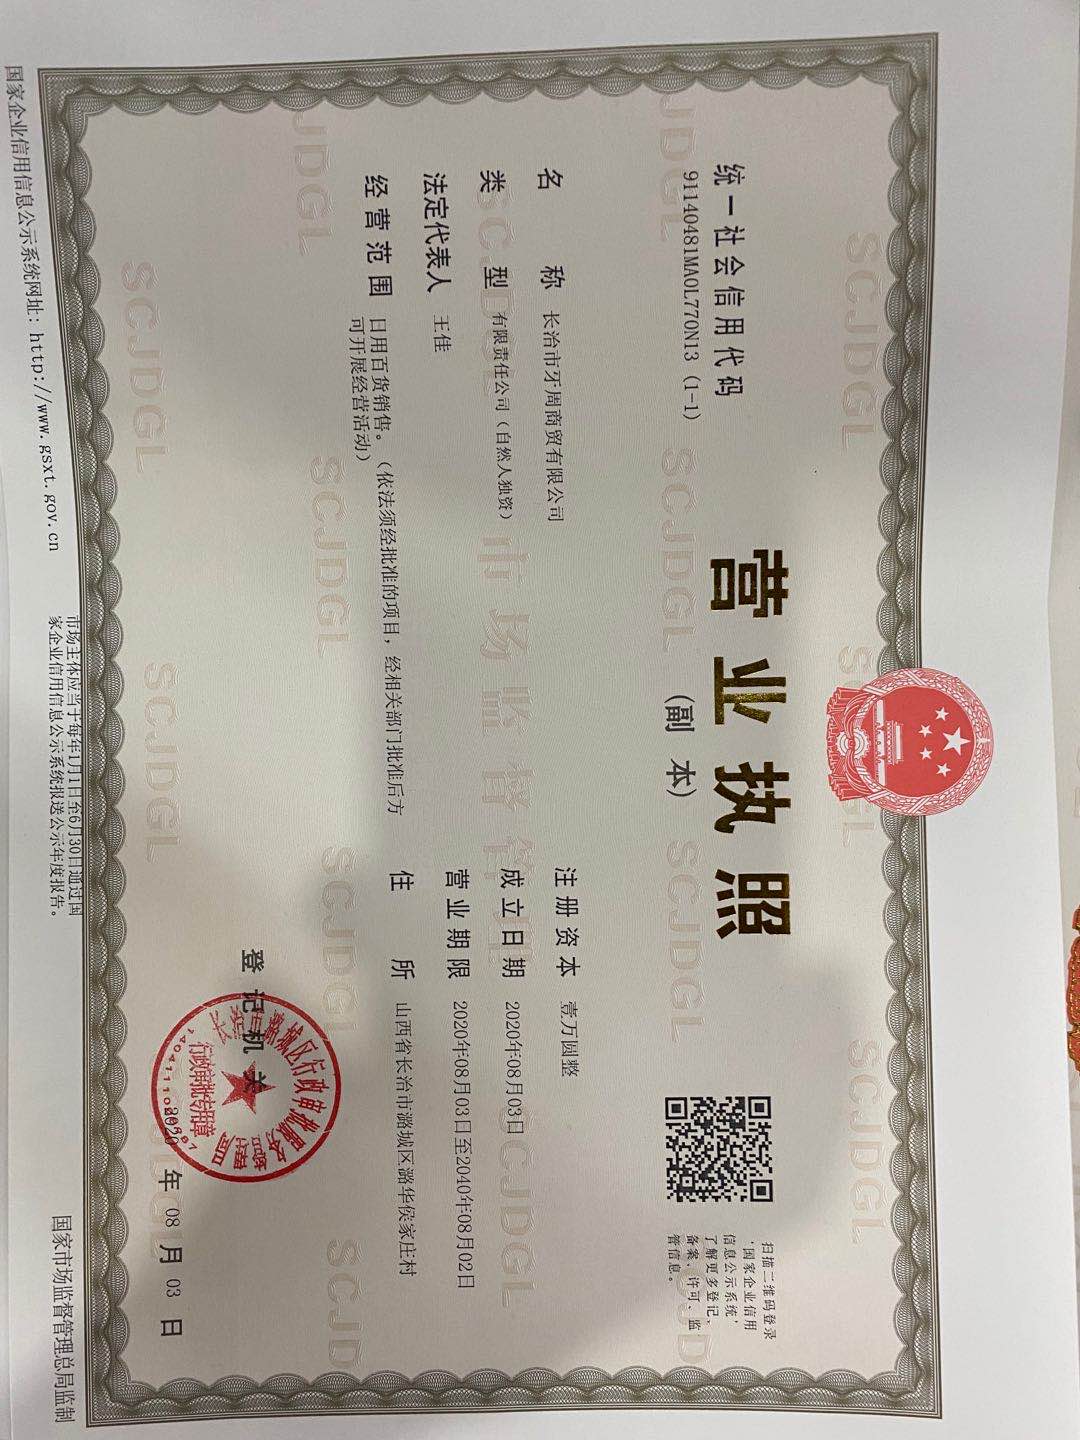 统一社会信用代码
91140481MA0L770N13（1-1）
营业执照
（副 本）
扫描二维码登录
‘国家企业信用
信息公示系统’
了解更多登记、
备案、许可、监
管信息。
名 称 长治市牙周商贸有限公司
类 型 有限责任公司（自然人独资）
法定代表人 王佳
经营范围 日用百货销售。（依法须经批准的项目，经相关部门批准后方
可开展经营活动）
注册资本 壹万圆整
成立日期 2020年08月03日
营业期限 2020年08月03日至2040年08月02日
住 所 山西省长治市潞城区潞华侯家庄村
登记机关
行政审批专用章
2020 年 08 月 03 日
国家企业信用信息公示系统网址：http://www.gsxt.gov.cn
市场主体应当于每年1月1日至6月30日通过国
家企业信用信息公示系统报送公示年度报告。
国家市场监督管理总局监制